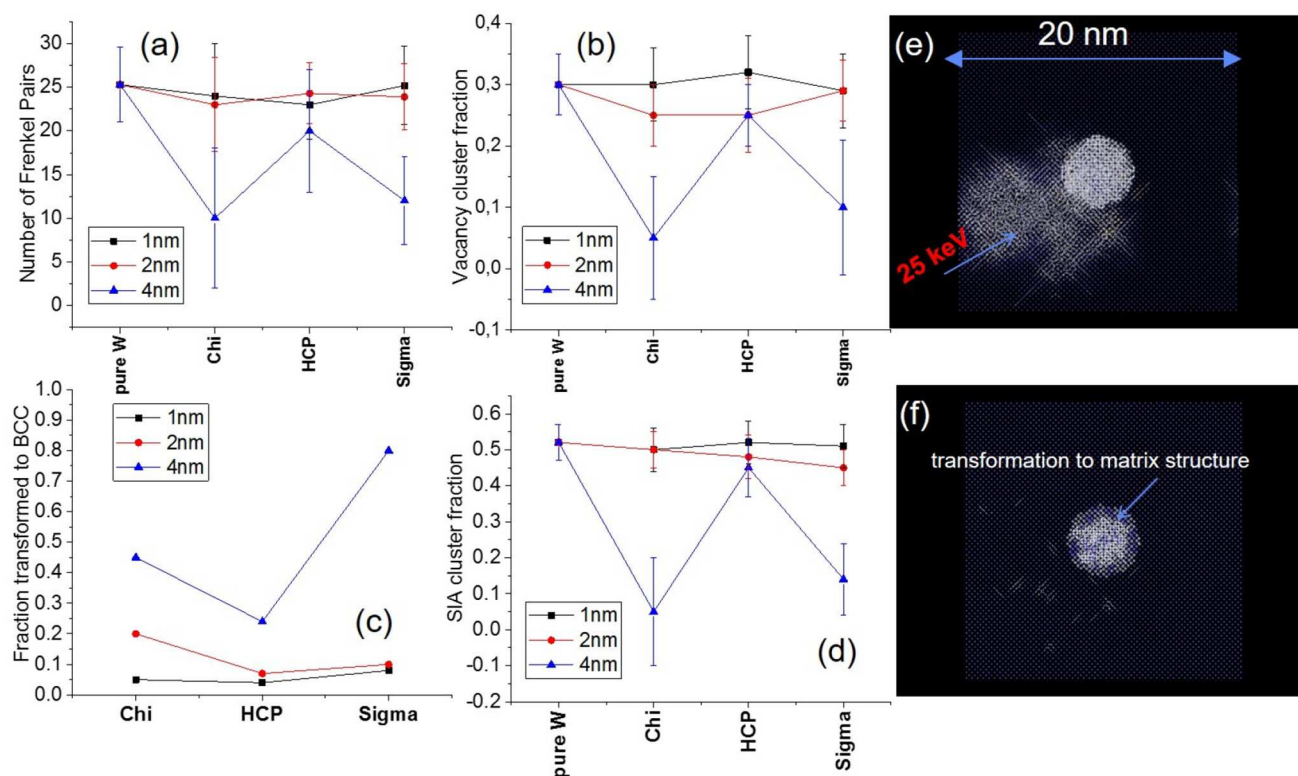 (a)
Number of Frenkel Pairs
30
25
20
15
10
5
0
1nm
2nm
4nm
pure W
Chi
HCP
Sigma
(b)
Vacancy cluster fraction
0,4
0,3
0,2
0,1
0,0
-0,1
1nm
2nm
4nm
pure W
Chi
HCP
Sigma
(e)
20 nm
25 keV
(c)
Fraction transformed to BCC
1.0
0.9
0.8
0.7
0.6
0.5
0.4
0.3
0.2
0.1
0.0
1nm
2nm
4nm
Chi
HCP
Sigma
(d)
SIA cluster fraction
0.6
0.5
0.4
0.3
0.2
0.1
0.0
-0.1
-0.2
1nm
2nm
4nm
pure W
Chi
HCP
Sigma
(f)
transformation to matrix structure